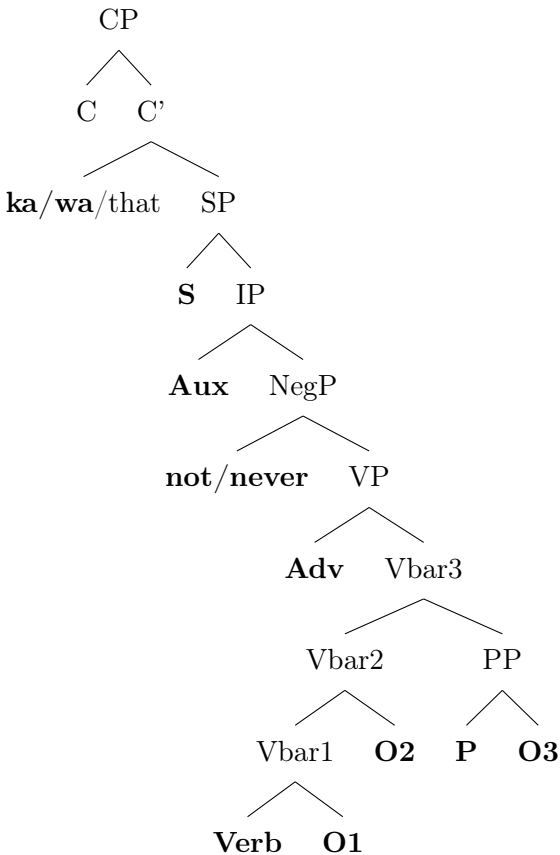 CP
C C’
ka/wa/that SP
S IP
Aux NegP
not/never VP
Adv Vbar3
Vbar2 PP
Vbar1 O2 P O3
Verb O1